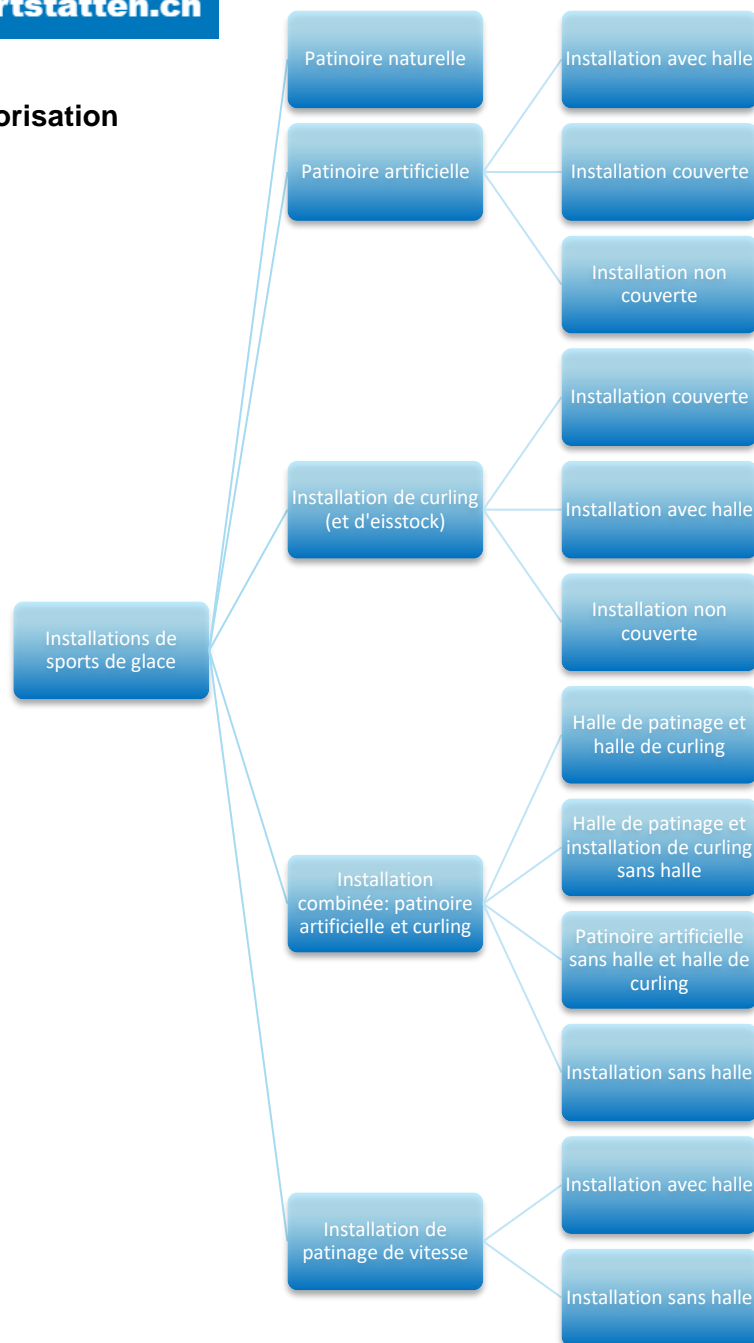 rtstätten.ch
orisation
Patinoire naturelle
Patinoire artificielle
Installation avec halle
Installation couverte
Installation non
couverte
Installation de curling
(et d'eisstock)
Installation couverte
Installation avec halle
Installation non
couverte
Installations de
sports de glace
Installation
combinée: patinoire
artificielle et curling
Halle de patinage et
halle de curling
Halle de patinage et
installation de curling
sans halle
Patinoire artificielle
sans halle et halle de
curling
Installation sans halle
Installation de
patinage de vitesse
Installation avec halle
Installation sans halle